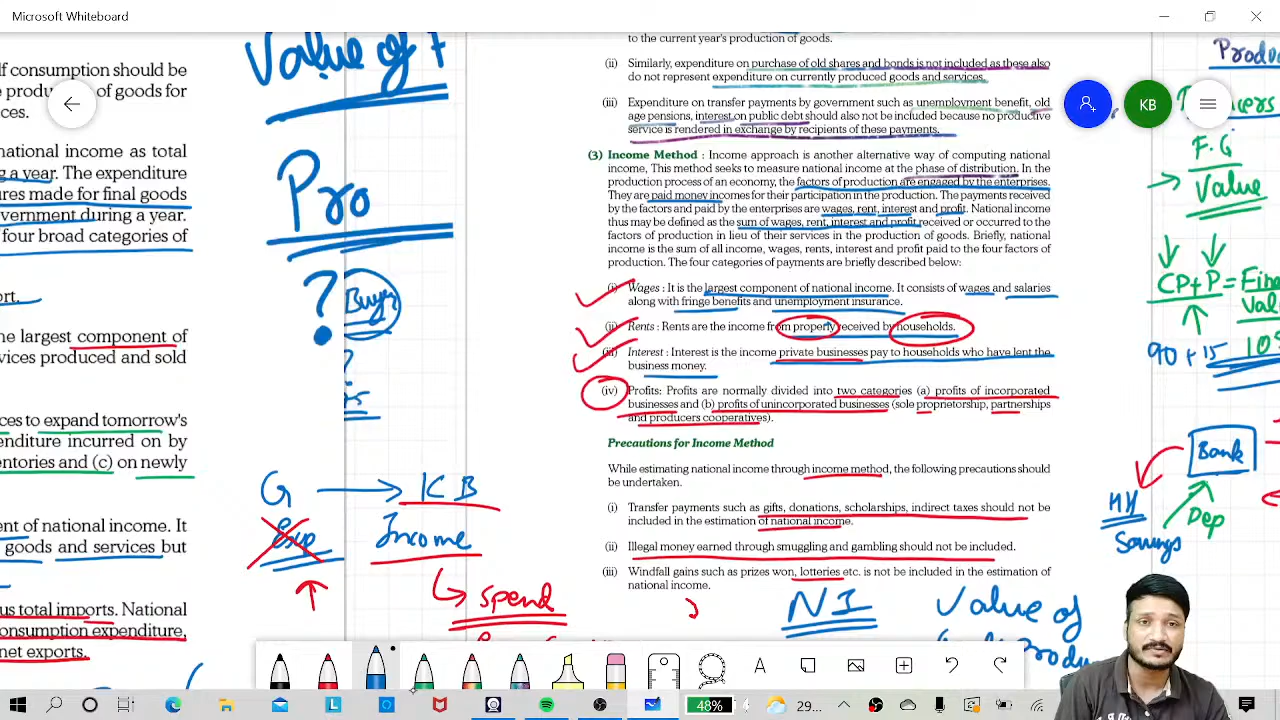 Microsoft Whiteboard
If consumption should be
of goods for
ces.
national income as total
g a year. The expenditure
ures made for final goods
vernment during a year.
four broad categories of
ort.
he largest component of
vices produced and sold
ces to expand tomorrow's
enditure incurred on by
entories and (c) on newly
ent of national income. It
goods and services but
us total imports. National
consumption expenditure,
net exports.
Value of
Pro
?
Buyer
G → KB
Exp Income
↑ ↳ spend
to the current year's production of goods.
(ii) Similarly, expenditure on purchase of old shares and bonds is not included as these also
do not represent expenditure on currently produced goods and services.
(iii) Expenditure on transfer payments by government such as unemployment benefit, old
age pensions, interest on public debt should also not be included because no productive
service is rendered in exchange by recipients of these payments.
(3) Income Method : Income approach is another alternative way of computing national
income, This method seeks to measure national income at the phase of distribution. In the
production process of an economy, the factors of production are engaged by the enterprises.
They are paid money incomes for their participation in the production. The payments received
by the factors and paid by the enterprises are wages, rent, interest and profit. National income
thus may be defined as the sum of wages, rent, interest and profit received or occurred to the
factors of production in lieu of their services in the production of goods. Briefly, national
income is the sum of all income, wages, rents, interest and profit paid to the four factors of
production. The four categories of payments are briefly described below:
(i) Wages : It is the largest component of national income. It consists of wages and salaries
along with fringe benefits and unemployment insurance.
(ii) Rents : Rents are the income from properly received by households.
(iii) Interest : Interest is the income private businesses pay to households who have lent the
business money.
(iv) Profits: Profits are normally divided into two categories (a) profits of incorporated
businesses and (b) profits of unincorporated businesses (sole propnetorship, partnerships
and producers cooperatives).
Precautions for Income Method
While estimating national income through income method, the following precautions should
be undertaken.
(i) Transfer payments such as gifts, donations, scholarships, indirect taxes should not be
included in the estimation of national income.
(ii) Illegal money earned through smuggling and gambling should not be included.
(iii) Windfall gains such as prizes won, lotteries etc. is not be included in the estimation of
national income.
NI Value of
KB
F.G
→ Value
CP+P=Final
90+15
Bank
HH
Savings
Dep
A
48%
29...